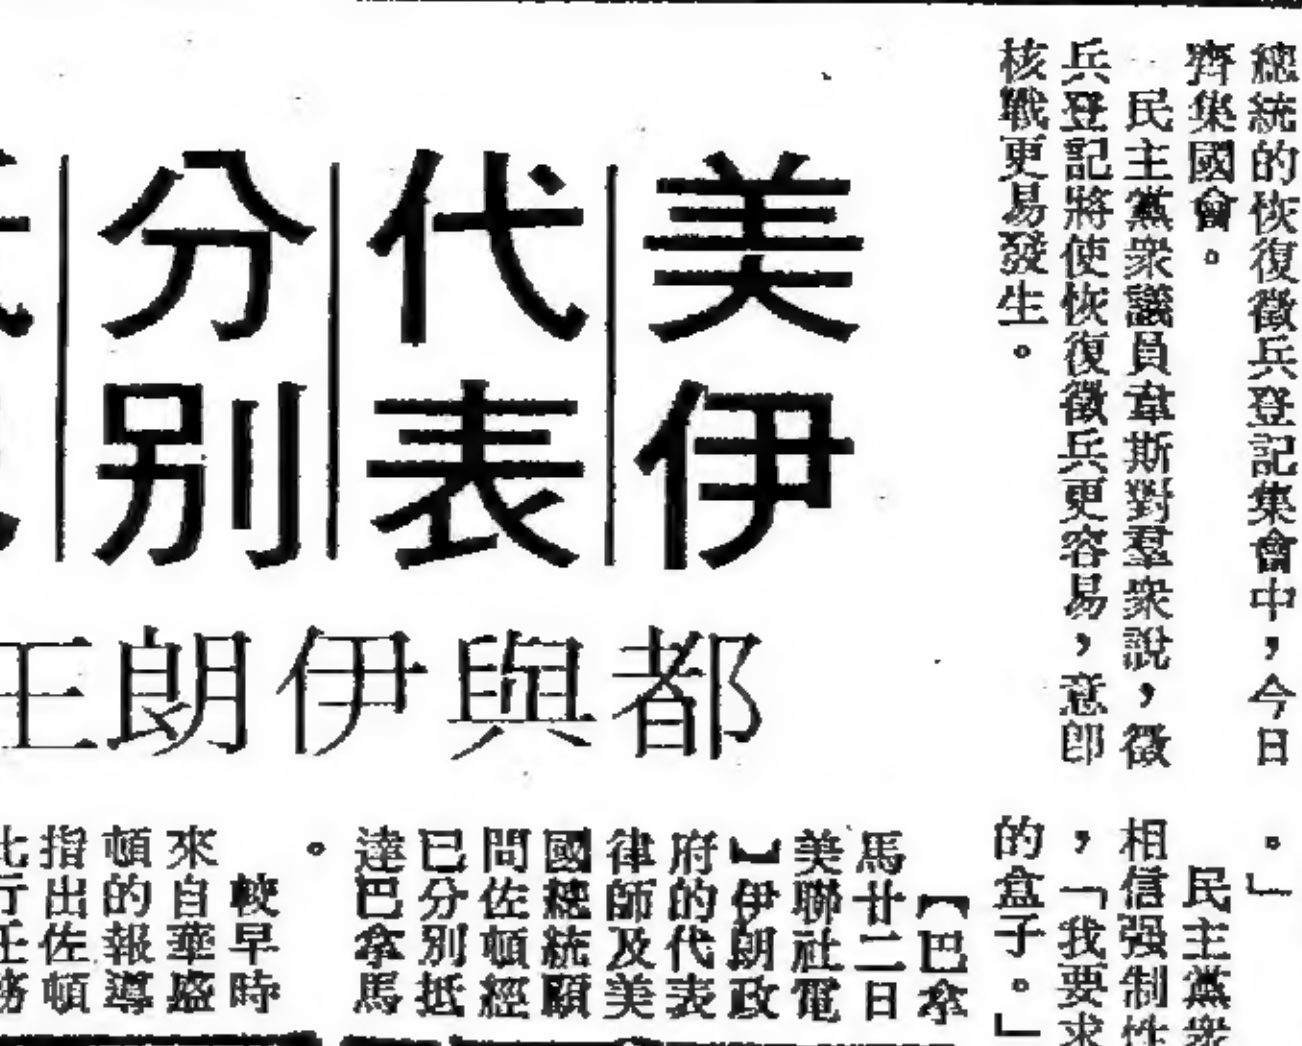 總統的恢復徵兵登記集會中，今日
齊集國會。
民主黨眾議員韋斯對羣眾說，徵
兵登記將使恢復徵兵更容易，意卽
核戰更易發生。
。」
民主黨眾
相信强制性
，「我要求
的盒子。」
美伊
代表
分別
都與伊朗王
【巴拿
馬廿二日
美聯社電
】伊朗政
府的代表
律師及美
國總統顧
問佐頓經
已分別抵
達巴拿馬
。
較早時
來自華盛
頓的報導
指出佐頓
此行任務